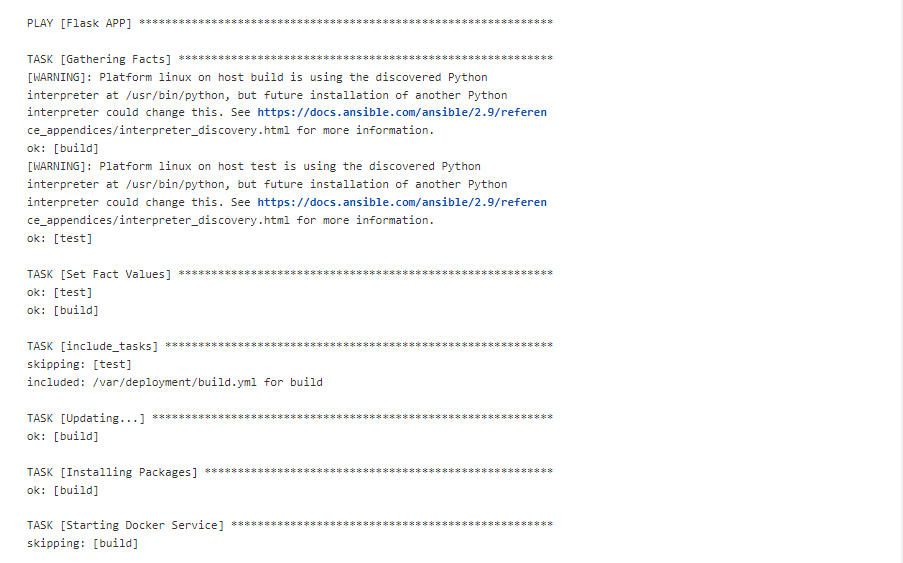 PLAY [Flask APP] ***************************************************************
TASK [Gathering Facts] *********************************************************
[WARNING]: Platform linux on host build is using the discovered Python
interpreter at /usr/bin/python, but future installation of another Python
interpreter could change this. See https://docs.ansible.com/ansible/2.9/referen
ce_appendices/interpreter_discovery.html for more information.
ok: [build]
[WARNING]: Platform linux on host test is using the discovered Python
interpreter at /usr/bin/python, but future installation of another Python
interpreter could change this. See https://docs.ansible.com/ansible/2.9/referen
ce_appendices/interpreter_discovery.html for more information.
ok: [test]
TASK [Set Fact Values] *********************************************************
ok: [test]
ok: [build]
TASK [include_tasks] ***********************************************************
skipping: [test]
included: /var/deployment/build.yml for build
TASK [Updating...] *************************************************************
ok: [build]
TASK [Installing Packages] *****************************************************
ok: [build]
TASK [Starting Docker Service] *************************************************
skipping: [build]